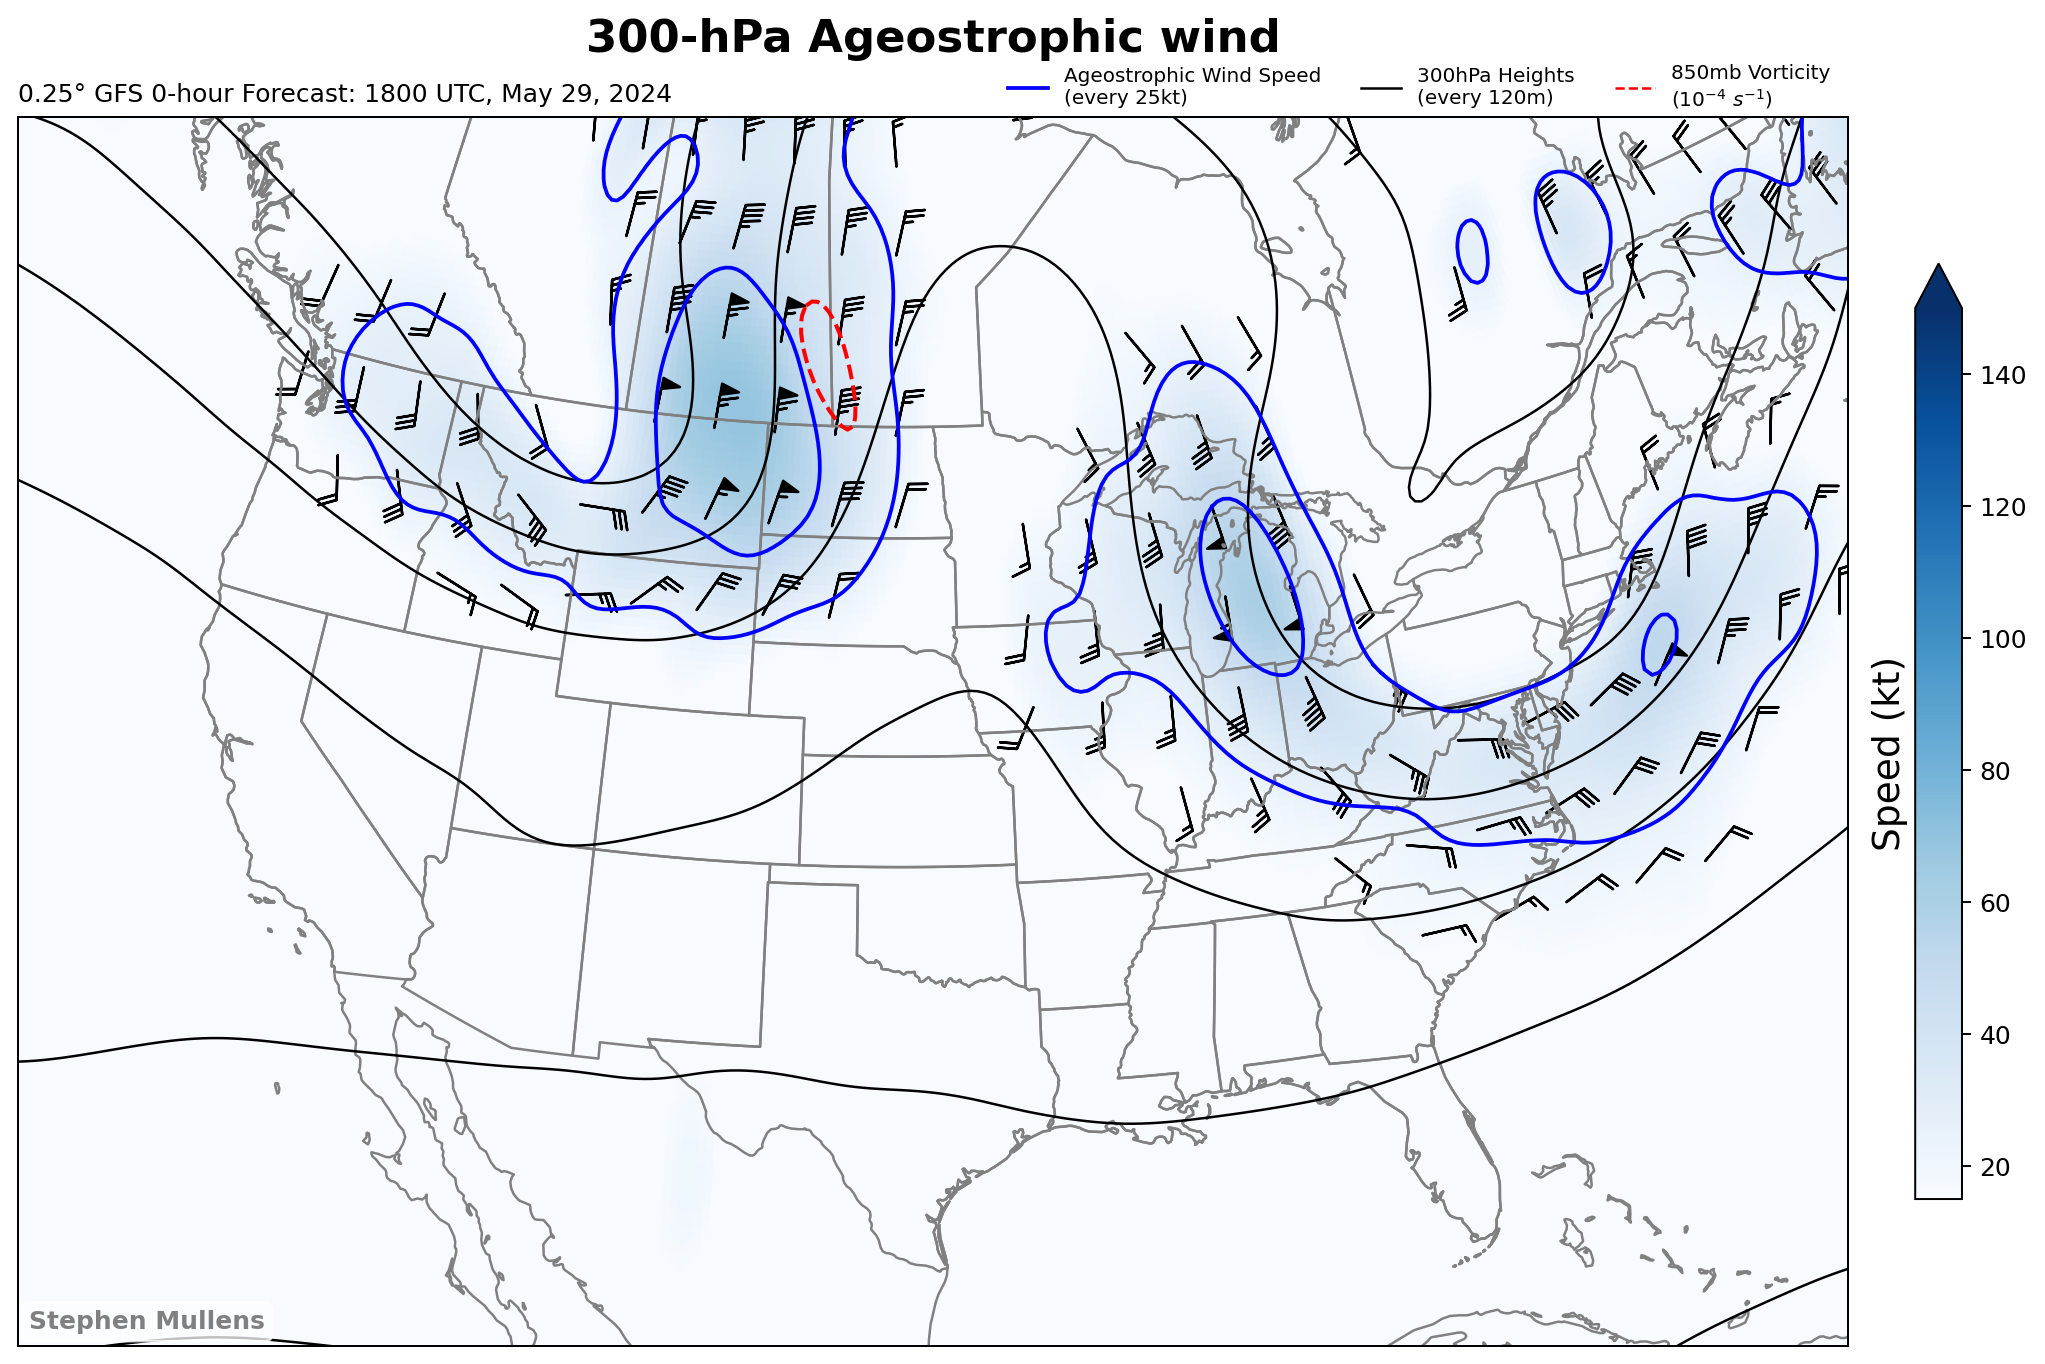 300-hPa Ageostrophic wind
0.25° GFS 0-hour Forecast: 1800 UTC, May 29, 2024
Ageostrophic Wind Speed
(every 25kt)
300hPa Heights
(every 120m)
850mb Vorticity
(10⁻⁴ s⁻¹)
140
120
100
80
60
40
20
Speed (kt)
Stephen Mullens